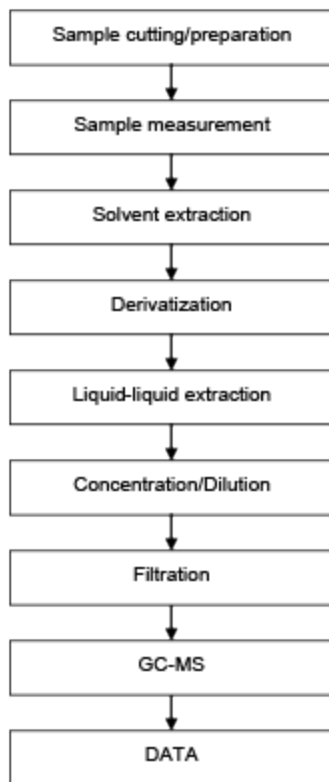 Sample cutting/preparation
Sample measurement
Solvent extraction
Derivatization
Liquid-liquid extraction
Concentration/Dilution
Filtration
GC-MS
DATA